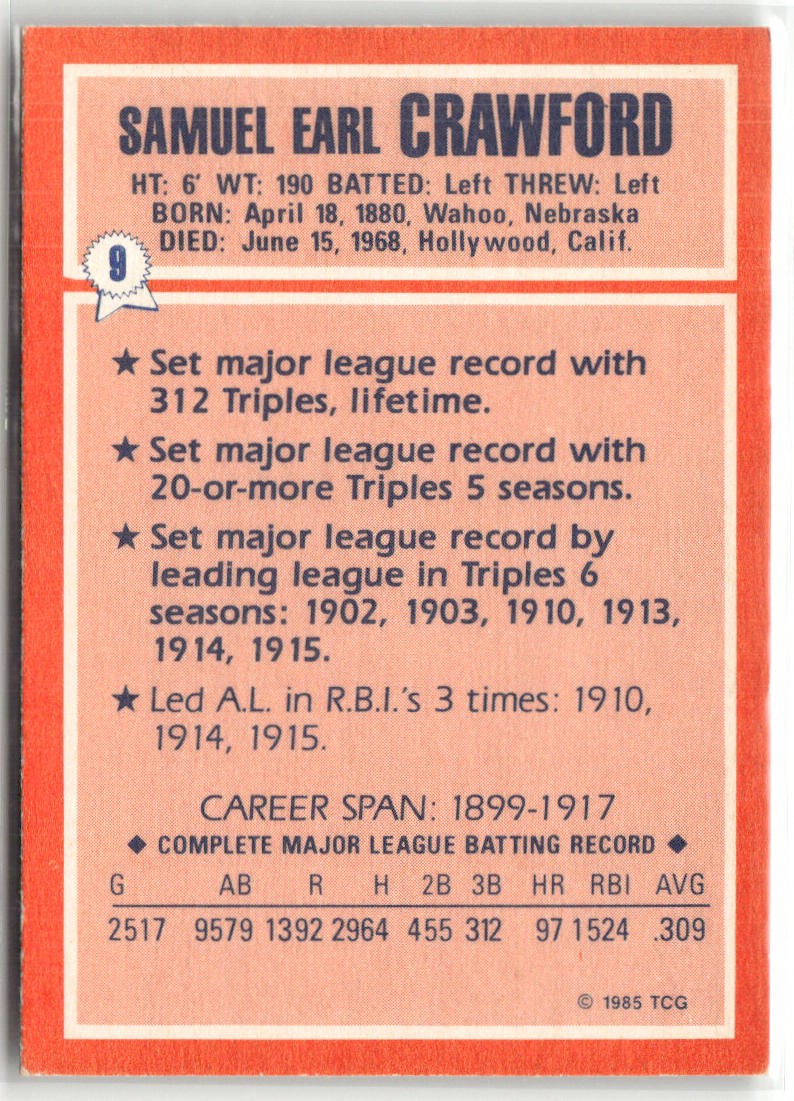 SAMUEL EARL CRAWFORD
HT: 6' WT: 190 BATTED: Left THREW: Left
BORN: April 18, 1880, Wahoo, Nebraska
DIED: June 15, 1968, Hollywood, Calif.
9
★ Set major league record with
312 Triples, lifetime.
★ Set major league record with
20-or-more Triples 5 seasons.
★ Set major league record by
leading league in Triples 6
seasons: 1902, 1903, 1910, 1913,
1914, 1915.
★ Led A.L. in R.B.I.'s 3 times: 1910,
1914, 1915.
CAREER SPAN: 1899-1917
◆ COMPLETE MAJOR LEAGUE BATTING RECORD ◆
G AB R H 2B 3B HR RBI AVG
2517 9579 1392 2964 455 312 97 1524 .309
© 1985 TCG